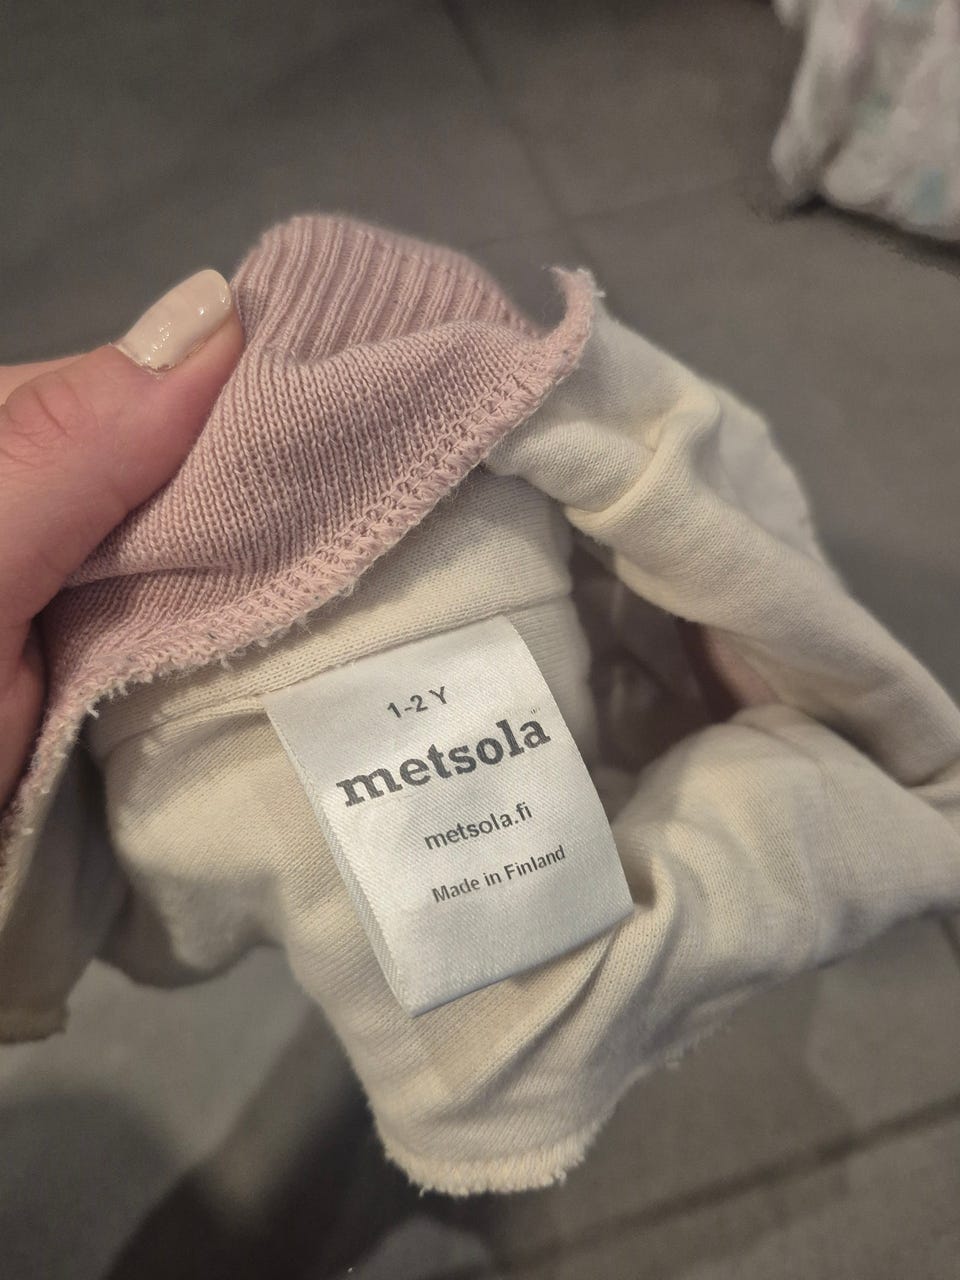 1-2 Y
metsola
metsola.fi
Made in Finland